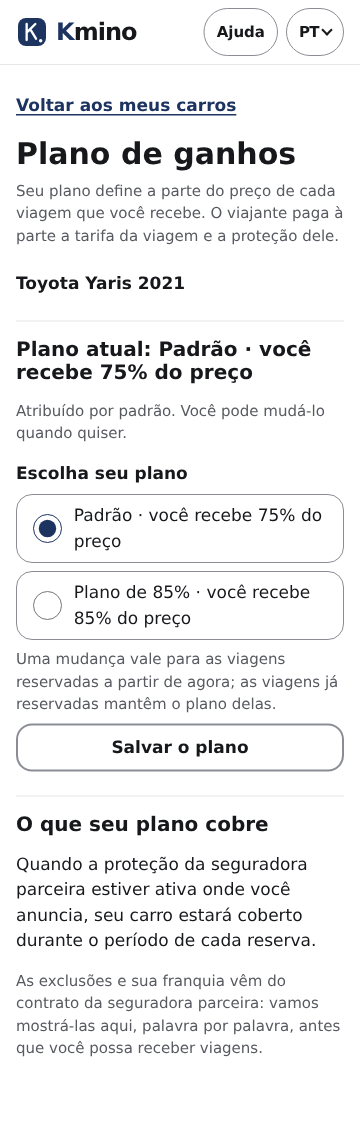 Kmino
Ajuda
PT
Voltar aos meus carros
Plano de ganhos
Seu plano define a parte do preço de cada
viagem que você recebe. O viajante paga à
parte a tarifa da viagem e a proteção dele.
Toyota Yaris 2021
Plano atual: Padrão · você
recebe 75% do preço
Atribuído por padrão. Você pode mudá-lo
quando quiser.
Escolha seu plano
Padrão · você recebe 75% do
preço
Plano de 85% · você recebe
85% do preço
Uma mudança vale para as viagens
reservadas a partir de agora; as viagens já
reservadas mantêm o plano delas.
Salvar o plano
O que seu plano cobre
Quando a proteção da seguradora
parceira estiver ativa onde você
anuncia, seu carro estará coberto
durante o período de cada reserva.
As exclusões e sua franquia vêm do
contrato da seguradora parceira: vamos
mostrá-las aqui, palavra por palavra, antes
que você possa receber viagens.